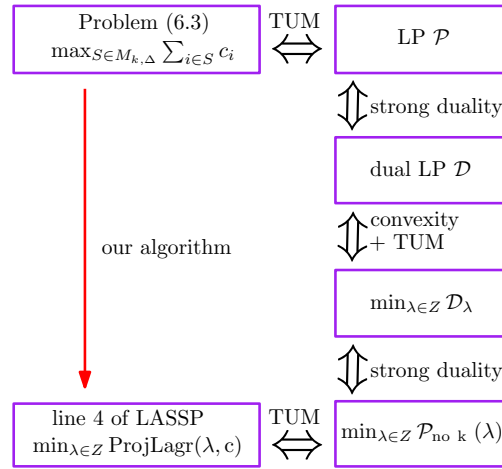 Problem (6.3)
max_{S∈M_{k,Δ}} ∑_{i∈S} c_i
TUM
LP 𝒫
strong duality
dual LP 𝒟
our algorithm
convexity
+ TUM
min_{λ∈Z} 𝒟_λ
strong duality
line 4 of LASSP
min_{λ∈Z} ProjLagr(λ, c)
TUM
min_{λ∈Z} 𝒫_{no k} (λ)